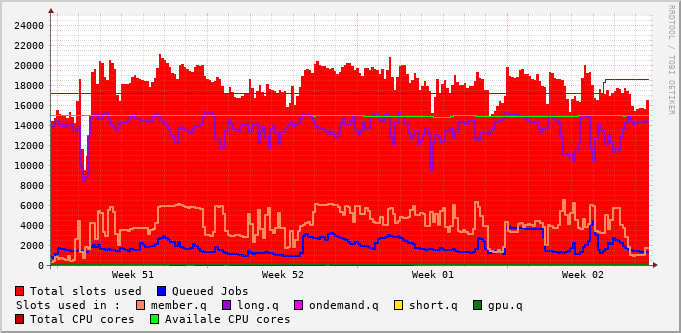 RRDTOOL / TOBI OETIKER
24000
22000
20000
18000
16000
14000
12000
10000
8000
6000
4000
2000
0
Week 51 Week 52 Week 01 Week 02
Total slots used Queued Jobs
Slots used in : member.q long.q ondemand.q short.q gpu.q
Total CPU cores Availale CPU cores